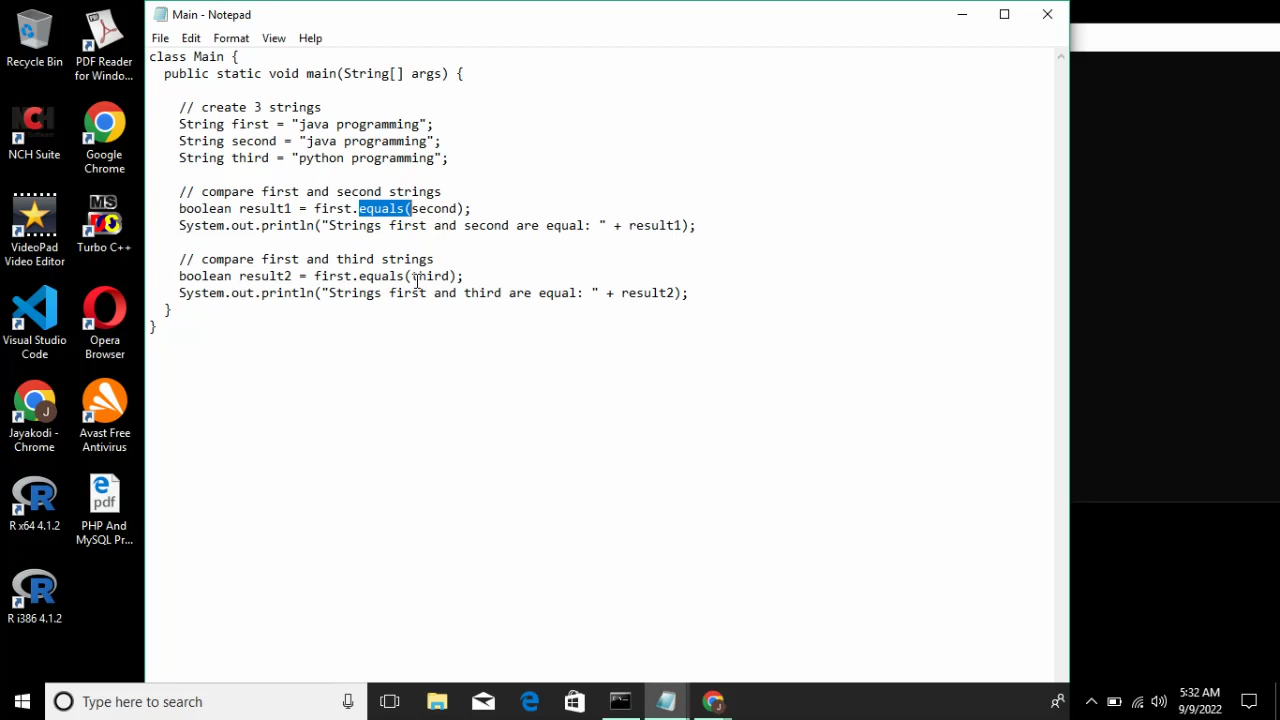 Main - Notepad
File Edit Format View Help
class Main {
public static void main(String[] args) {
// create 3 strings
String first = "java programming";
String second = "java programming";
String third = "python programming";
// compare first and second strings
boolean result1 = first.equals(second);
System.out.println("Strings first and second are equal: " + result1);
// compare first and third strings
boolean result2 = first.equals(third);
System.out.println("Strings first and third are equal: " + result2);
}
}
Recycle Bin
PDF Reader
for Windo...
NCH Suite
Google
Chrome
VideoPad
Video Editor
Turbo C++
Visual Studio
Code
Opera
Browser
Jayakodi -
Chrome
Avast Free
Antivirus
R x64 4.1.2
PHP And
MySQL Pr...
R i386 4.1.2
NCH
MS
C++
pdf
J
Type here to search
5:32 AM
9/9/2022